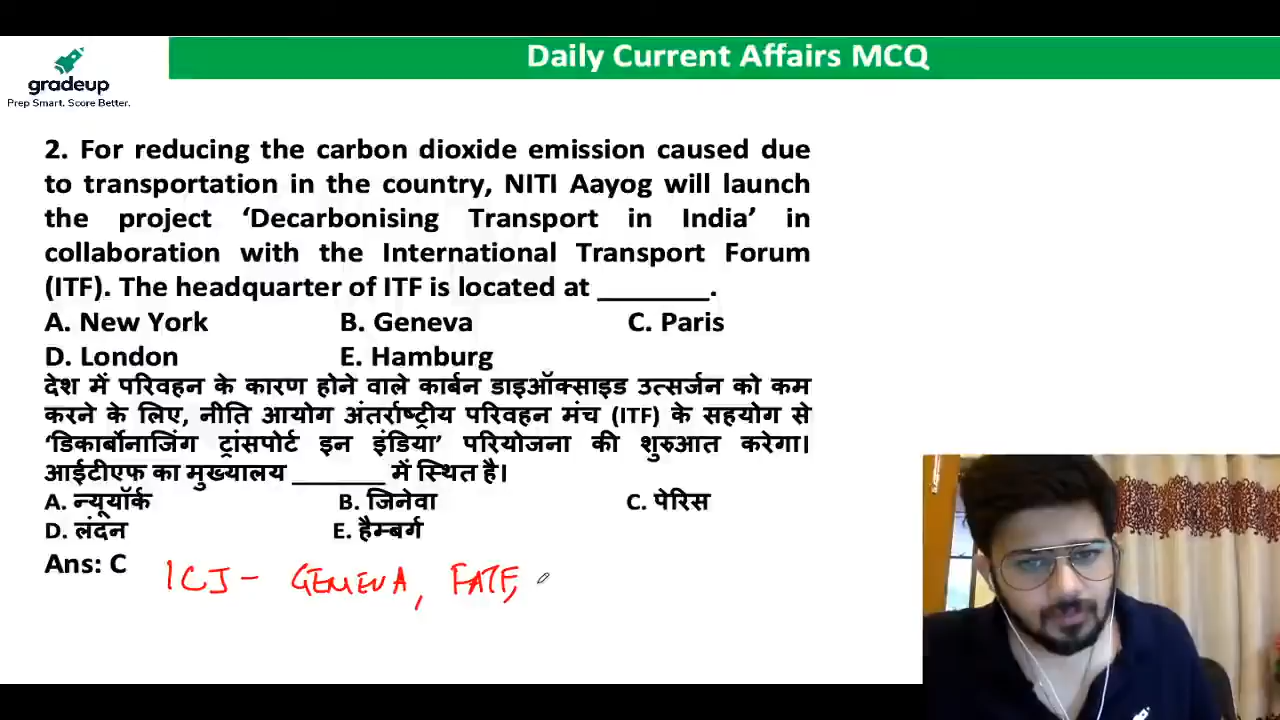 Daily Current Affairs MCQ
gradeup
Prep Smart. Score Better.
2. For reducing the carbon dioxide emission caused due
to transportation in the country, NITI Aayog will launch
the project ‘Decarbonising Transport in India’ in
collaboration with the International Transport Forum
(ITF). The headquarter of ITF is located at ________.
A. New York B. Geneva C. Paris
D. London E. Hamburg
देश में परिवहन के कारण होने वाले कार्बन डाइऑक्साइड उत्सर्जन को कम
करने के लिए, नीति आयोग अंतर्राष्ट्रीय परिवहन मंच (ITF) के सहयोग से
‘डिकार्बोनाजिंग ट्रांसपोर्ट इन इंडिया’ परियोजना की शुरुआत करेगा।
आईटीएफ का मुख्यालय ________ में स्थित है।
A. न्यूयॉर्क B. जिनेवा C. पेरिस
D. लंदन E. हैम्बर्ग
Ans: C
ICJ - GENEVA, FATF,